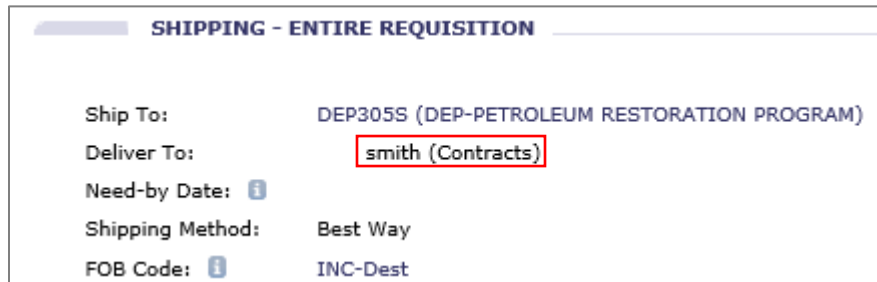 SHIPPING - ENTIRE REQUISITION
Ship To: DEP305S (DEP-PETROLEUM RESTORATION PROGRAM)
Deliver To: smith (Contracts)
Need-by Date: i
Shipping Method: Best Way
FOB Code: i INC-Dest